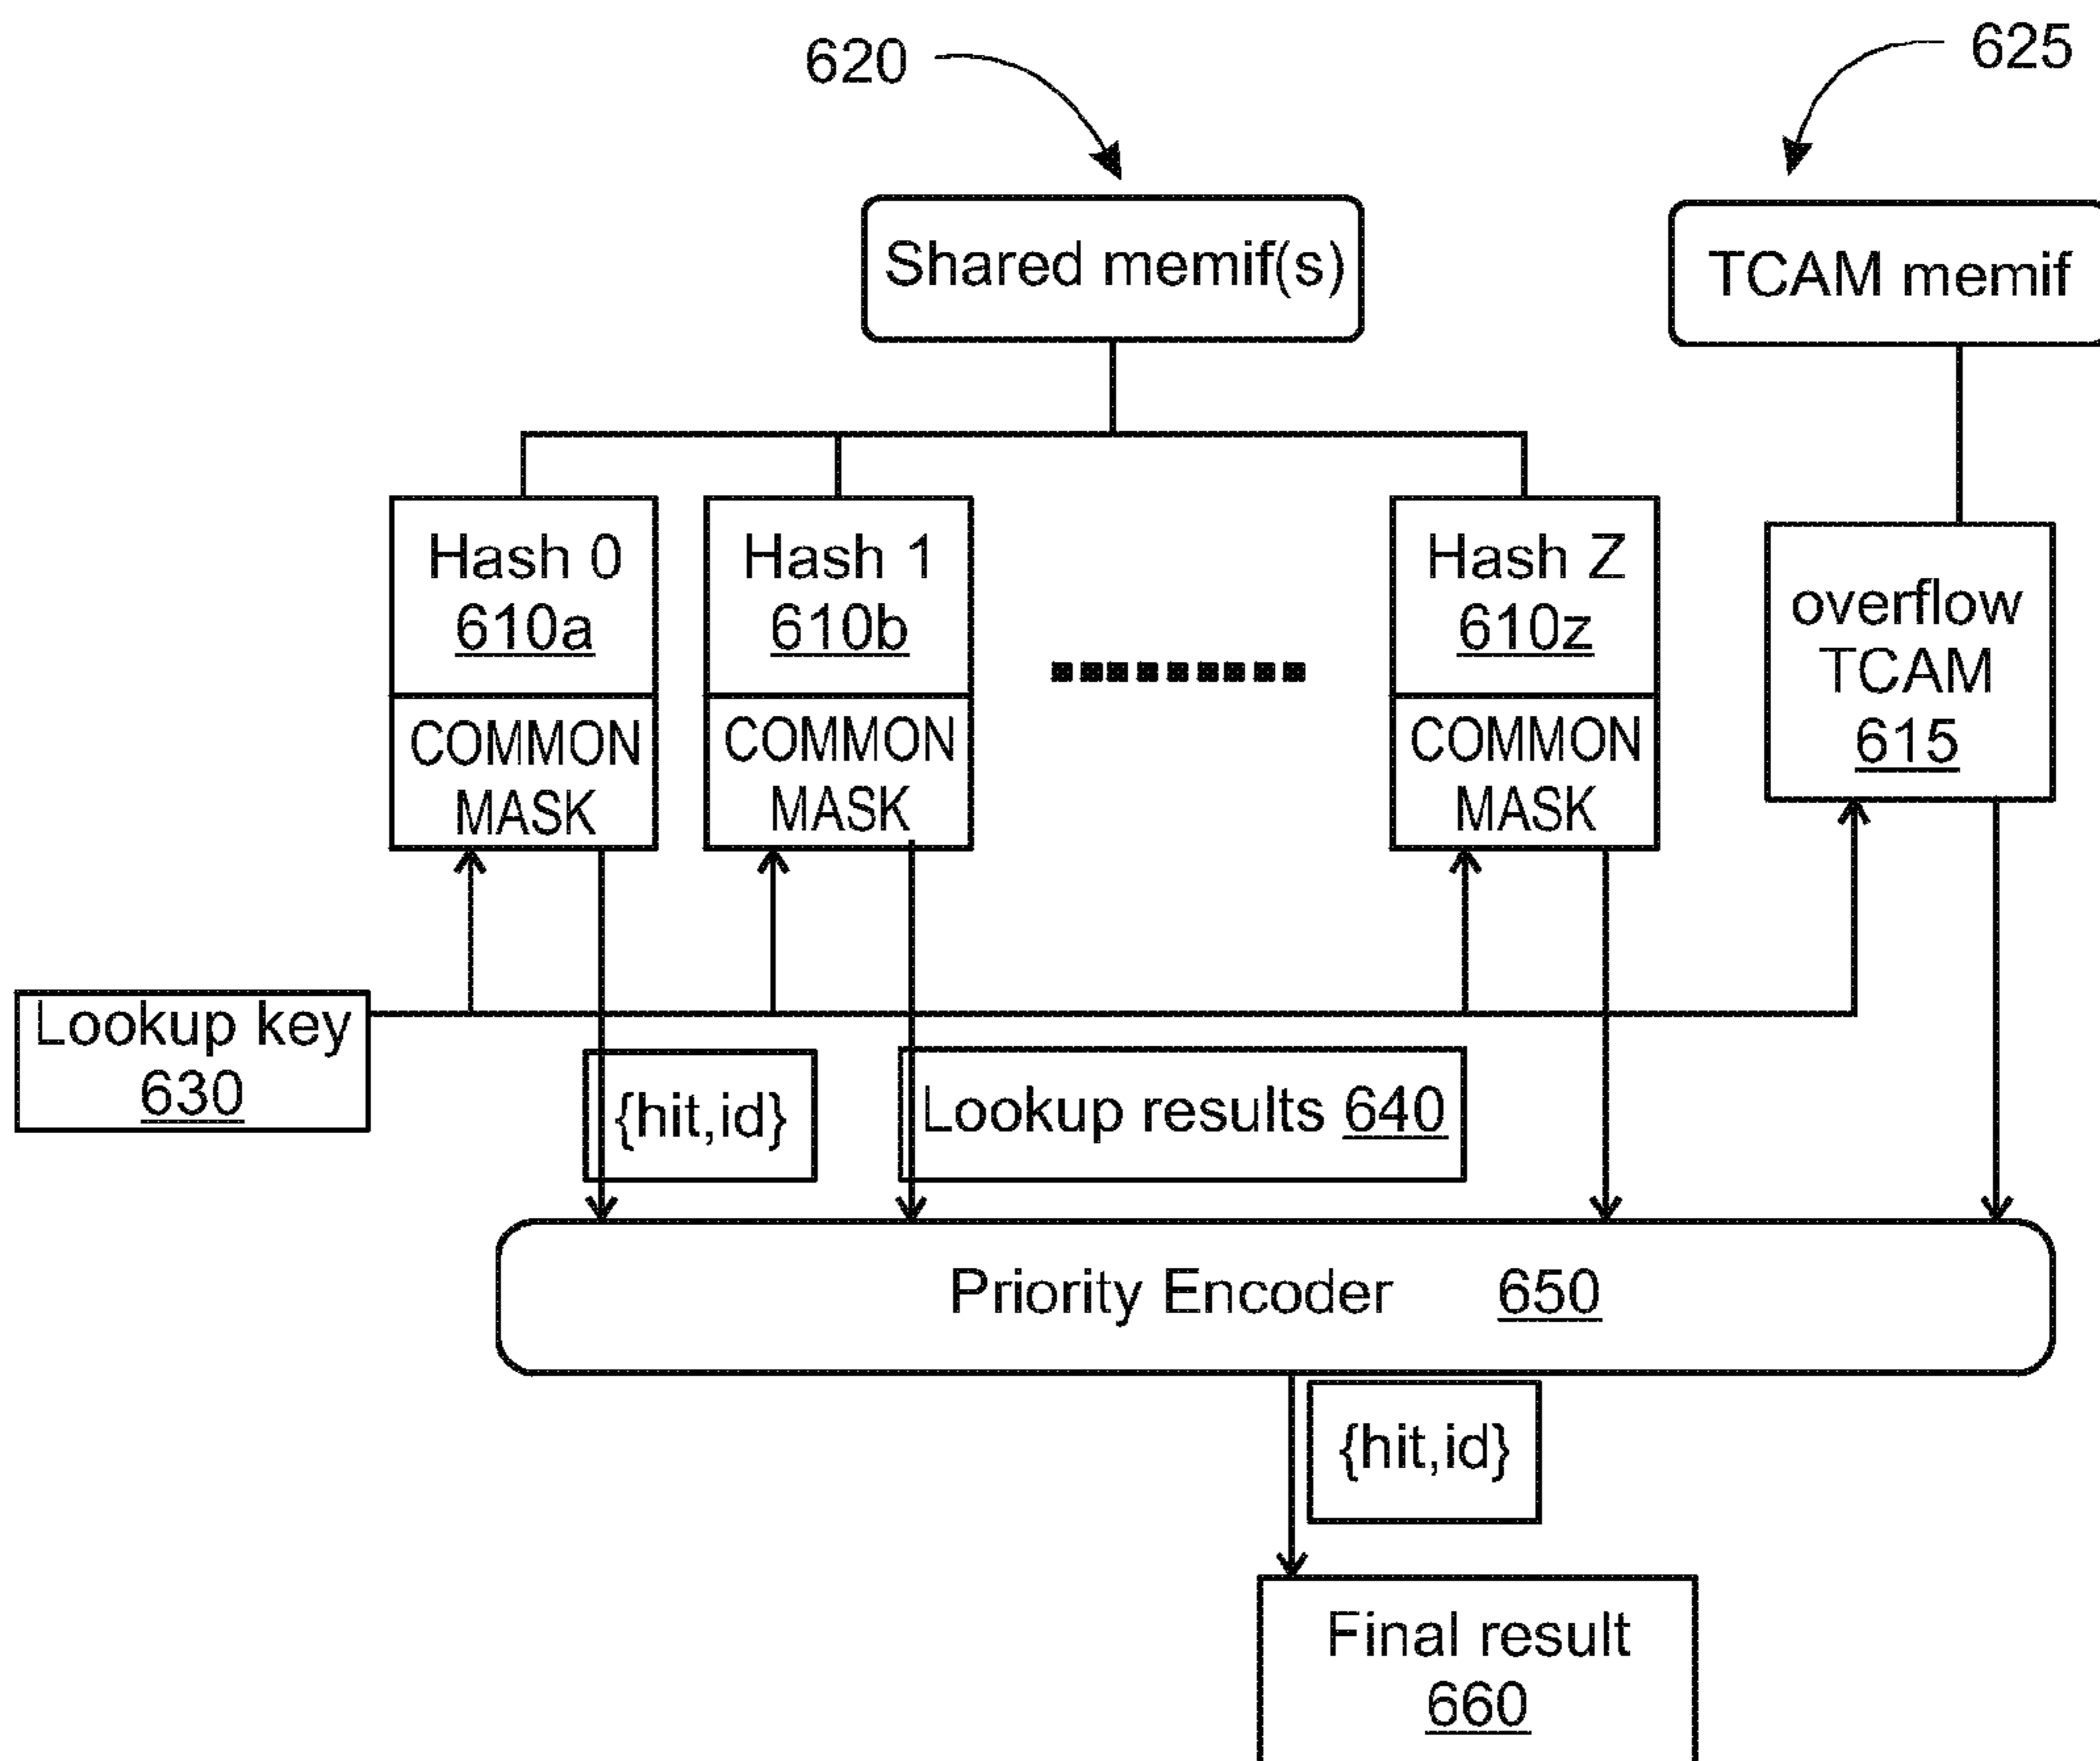 620
625
Shared memif(s)
TCAM memif
Hash 0
610a
COMMON
MASK
Hash 1
610b
COMMON
MASK
Hash Z
610z
COMMON
MASK
overflow
TCAM
615
Lookup key
630
{hit,id}
Lookup results 640
Priority Encoder 650
{hit,id}
Final result
660